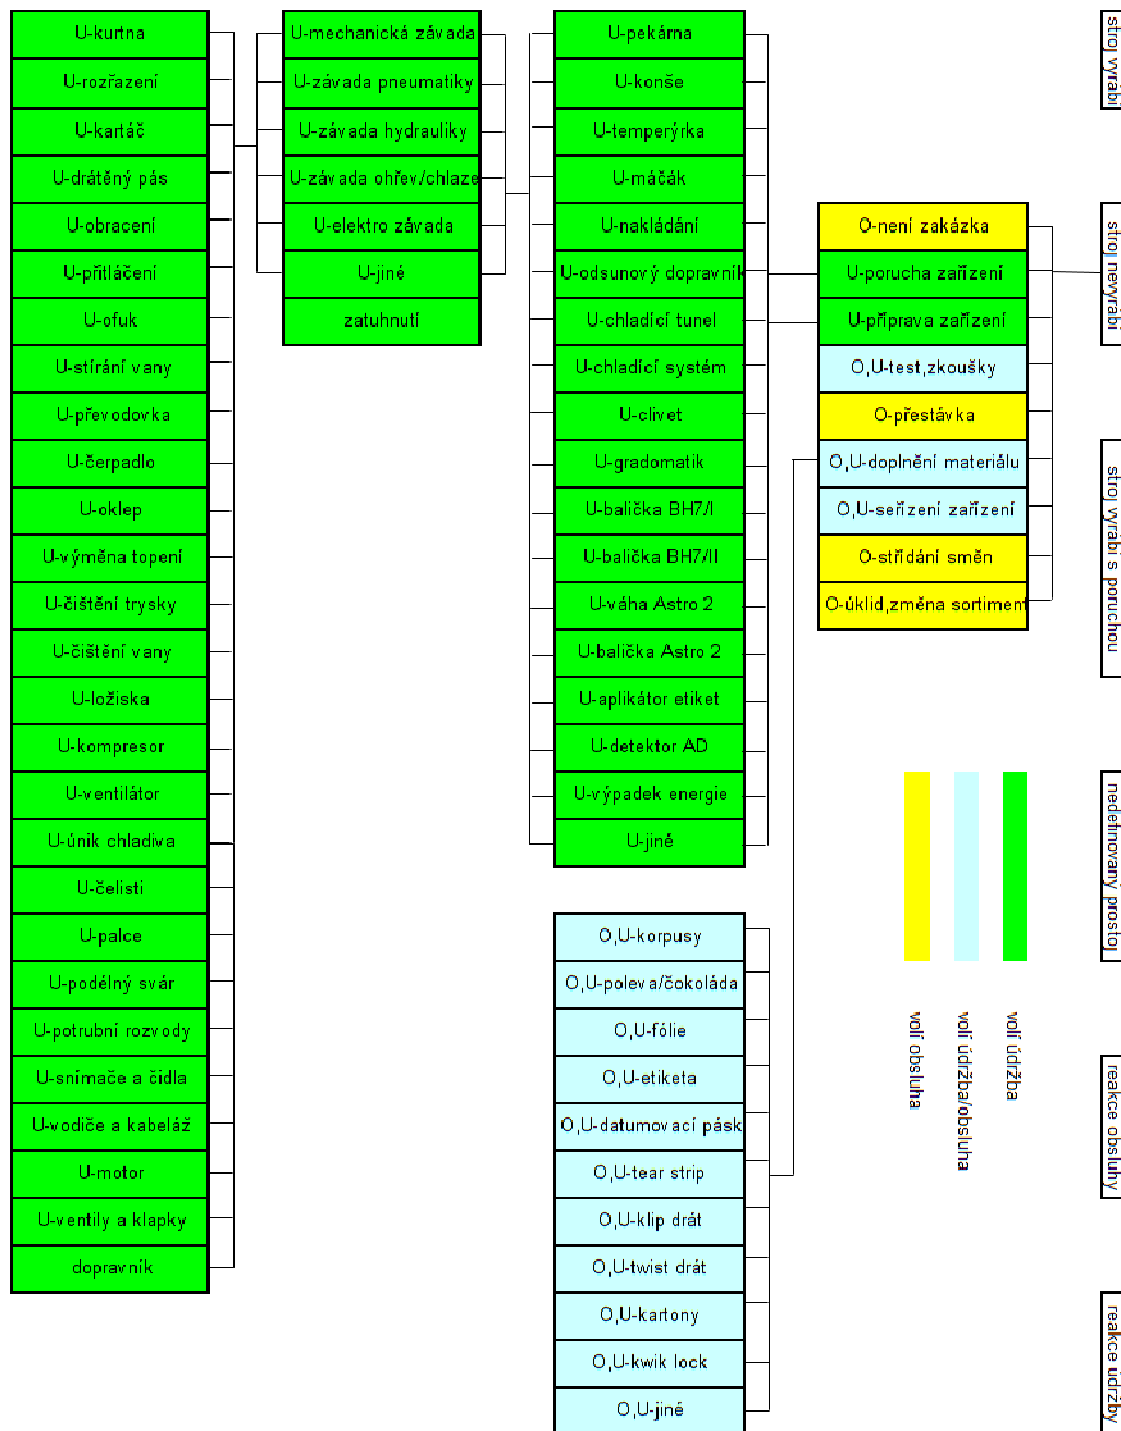 U-kurtna
U-rozřazení
U-kartáč
U-drátěný pás
U-obracení
U-přitláčení
U-ofuk
U-stírání vany
U-převodovka
U-čerpadlo
U-oklep
U-výměna topení
U-čištění trysky
U-čištění vany
U-ložiska
U-kompresor
U-ventilátor
U-únik chladiva
U-čelisti
U-palce
U-podélný svár
U-potrubní rozvody
U-snímače a čidla
U-vodiče a kabeláž
U-motor
U-ventily a klapky
dopravník
U-mechanická závada
U-závada pneumatiky
U-závada hydrauliky
U-závada ohřev/chlaze
U-elektro závada
U-jiné
zatuhnutí
U-pekárna
U-konše
U-temperýrka
U-máčák
U-nakládání
U-odsunový dopravník
U-chladící tunel
U-chladící systém
U-clivet
U-gradomatik
U-balička BH7/I
U-balička BH7/II
U-váha Astro 2
U-balička Astro 2
U-aplikátor etiket
U-detektor AD
U-výpadek energie
U-jiné
O,U-korpusy
O,U-poleva/čokoláda
O,U-fólie
O,U-etiketa
O,U-datumovací pásk
O,U-tear strip
O,U-klip drát
O,U-twist drát
O,U-kartony
O,U-kwik lock
O,U-jiné
O-není zakázka
U-porucha zařízení
U-příprava zařízení
O,U-test,zkoušky
O-přestávka
O,U-doplnění materiálu
O,U-seřízení zařízení
O-střídání směn
O-úklid,změna sortiment
volí obsluha
volí údržba/obsluha
volí údržba
stroj vyrábí
stroj nevyrábí
stroj vyrábí s poruchou
nedefinovaný prostoj
reakce obsluhy
reakce údržby